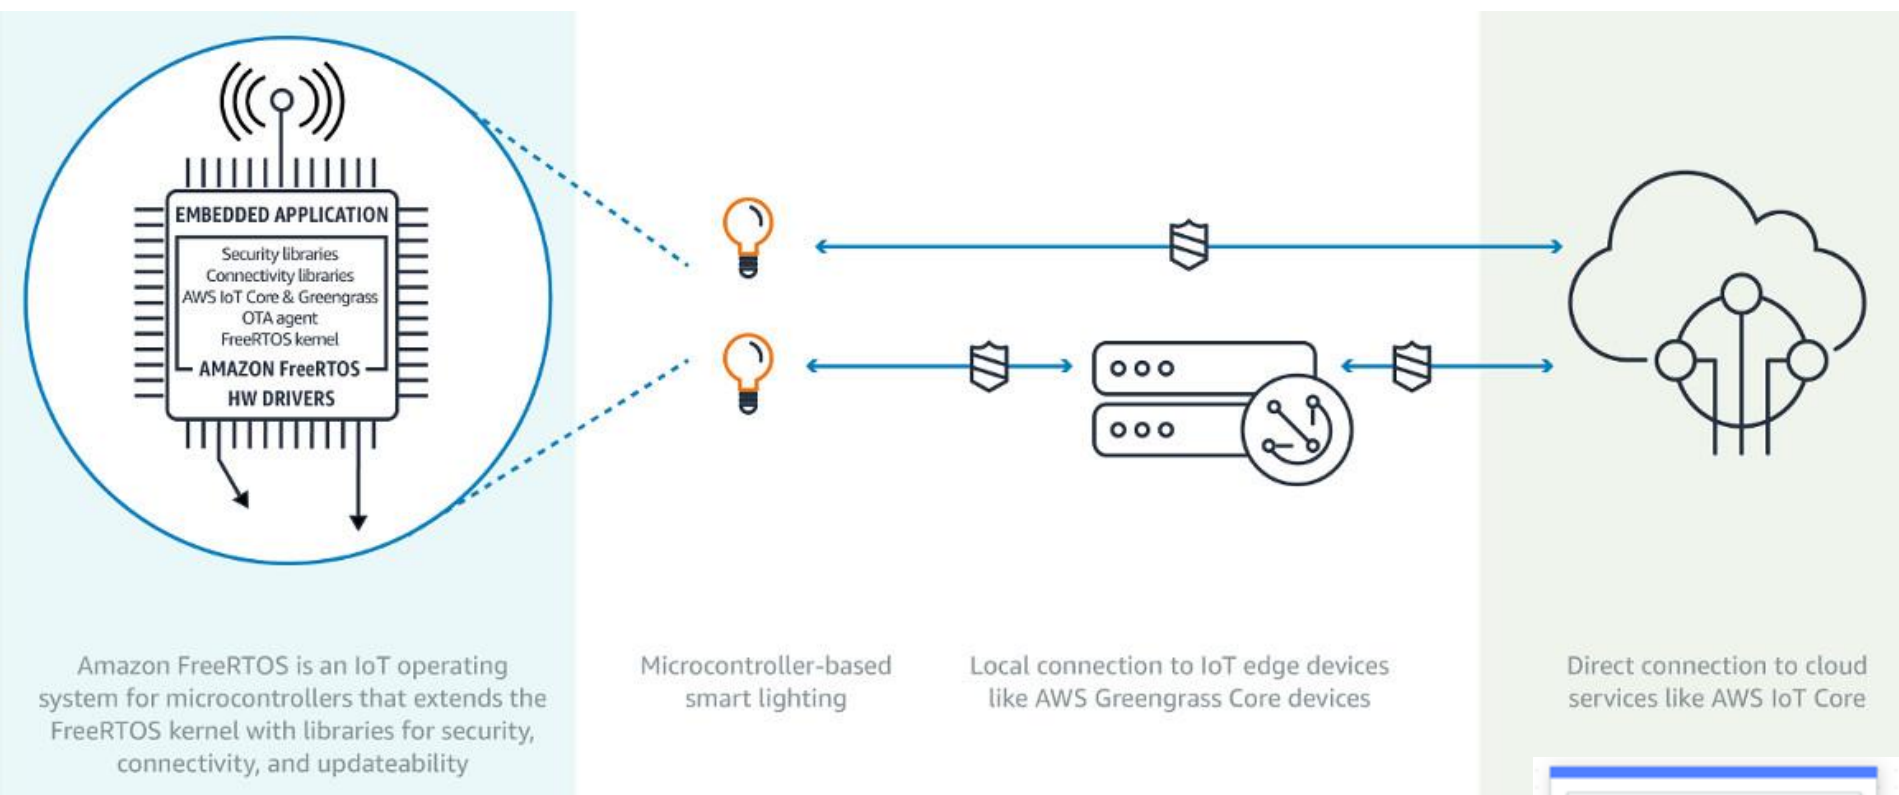 EMBEDDED APPLICATION
Security libraries
Connectivity libraries
AWS IoT Core & Greengrass
OTA agent
FreeRTOS kernel
AMAZON FreeRTOS
HW DRIVERS
Amazon FreeRTOS is an IoT operating
system for microcontrollers that extends the
FreeRTOS kernel with libraries for security,
connectivity, and updateability
Microcontroller-based
smart lighting
Local connection to IoT edge devices
like AWS Greengrass Core devices
Direct connection to cloud
services like AWS IoT Core